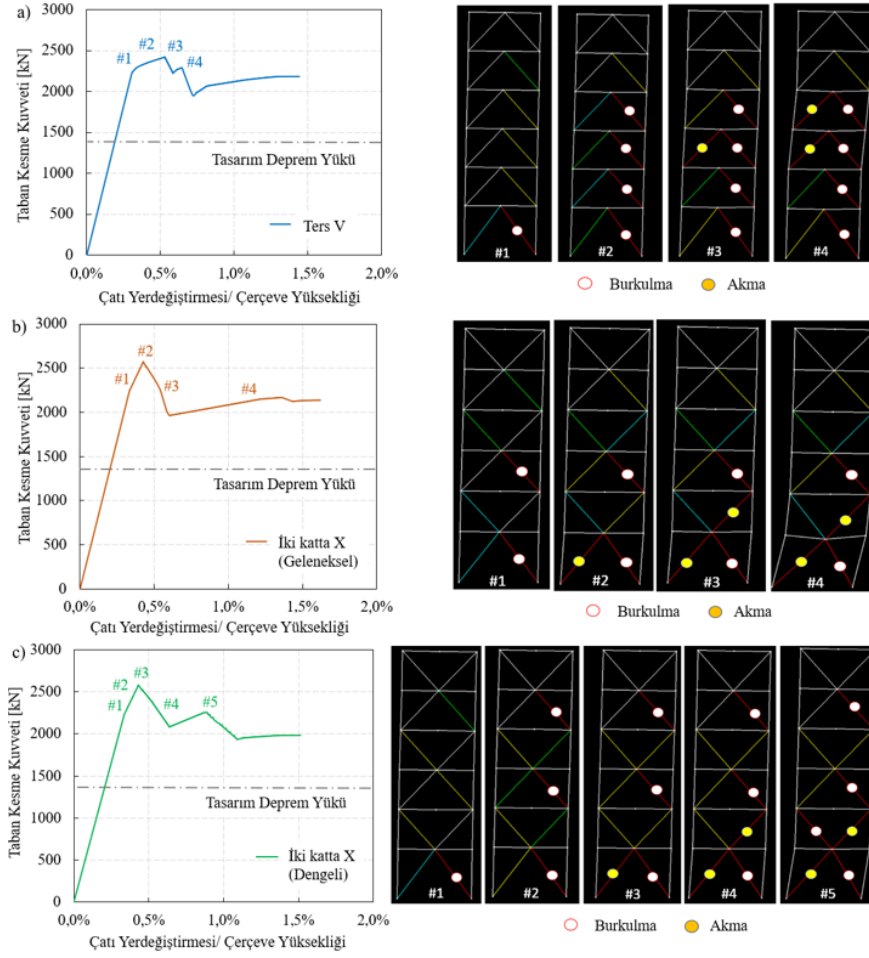 a)
Taban Kesme Kuvveti [kN]
3000
2500
2000
1500
1000
500
0
#1
#2
#3
#4
Tasarım Deprem Yükü
Ters V
0,0%
0,5%
1,0%
1,5%
2,0%
Çatı Yerdeğiştirmesi/ Çerçeve Yüksekliği
#1
#2
#3
#4
Burkulma
Akma
b)
Taban Kesme Kuvveti [kN]
3000
2500
2000
1500
1000
500
0
#1
#2
#3
#4
Tasarım Deprem Yükü
İki katta X
(Geleneksel)
0,0%
0,5%
1,0%
1,5%
2,0%
Çatı Yerdeğiştirmesi/ Çerçeve Yüksekliği
#1
#2
#3
#4
Burkulma
Akma
c)
Taban Kesme Kuvveti [kN]
3000
2500
2000
1500
1000
500
0
#1
#2
#3
#4
#5
Tasarım Deprem Yükü
İki katta X
(Dengeli)
0,0%
0,5%
1,0%
1,5%
2,0%
Çatı Yerdeğiştirmesi/ Çerçeve Yüksekliği
#1
#2
#3
#4
#5
Burkulma
Akma